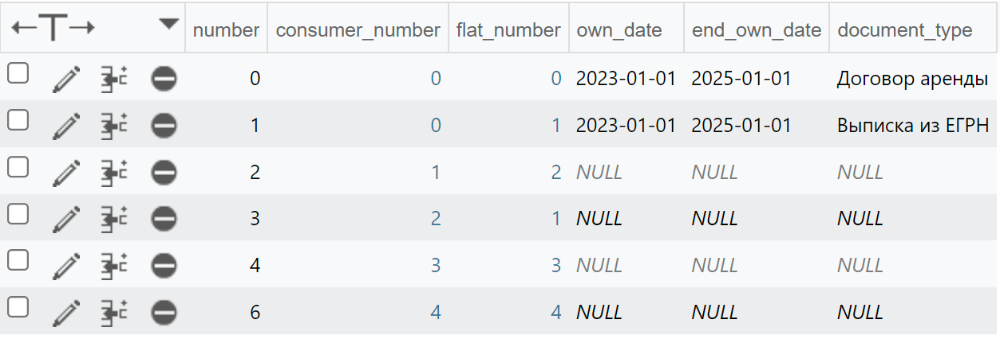 number consumer_number flat_number own_date end_own_date document_type
0 0 0 2023-01-01 2025-01-01 Договор аренды
1 0 1 2023-01-01 2025-01-01 Выписка из ЕГРН
2 1 2 NULL NULL NULL
3 2 1 NULL NULL NULL
4 3 3 NULL NULL NULL
6 4 4 NULL NULL NULL